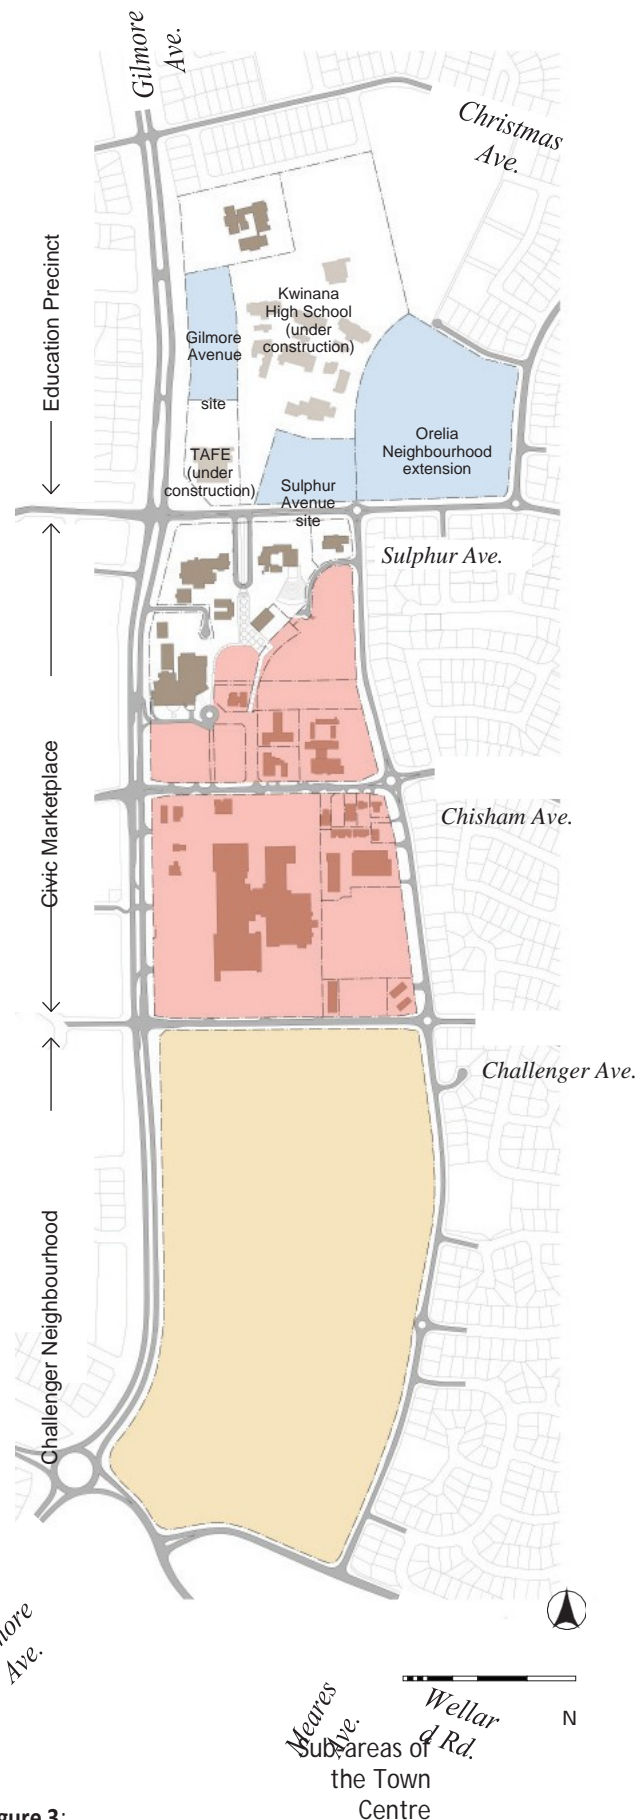 Gilmore
Ave.
Christmas
Ave.
Education Precinct
Kwinana
High School
(under
construction)
Gilmore
Avenue
site
Orelia
Neighbourhood
extension
TAFE
(under
construction)
Sulphur
Avenue
site
Sulphur Ave.
Civic Marketplace
Chisham Ave.
Challenger Ave.
Challenger Neighbourhood
Ave.
Meares
Ave.
Wellar
d Rd.
N
Sub-areas of
the Town
Centre
3: